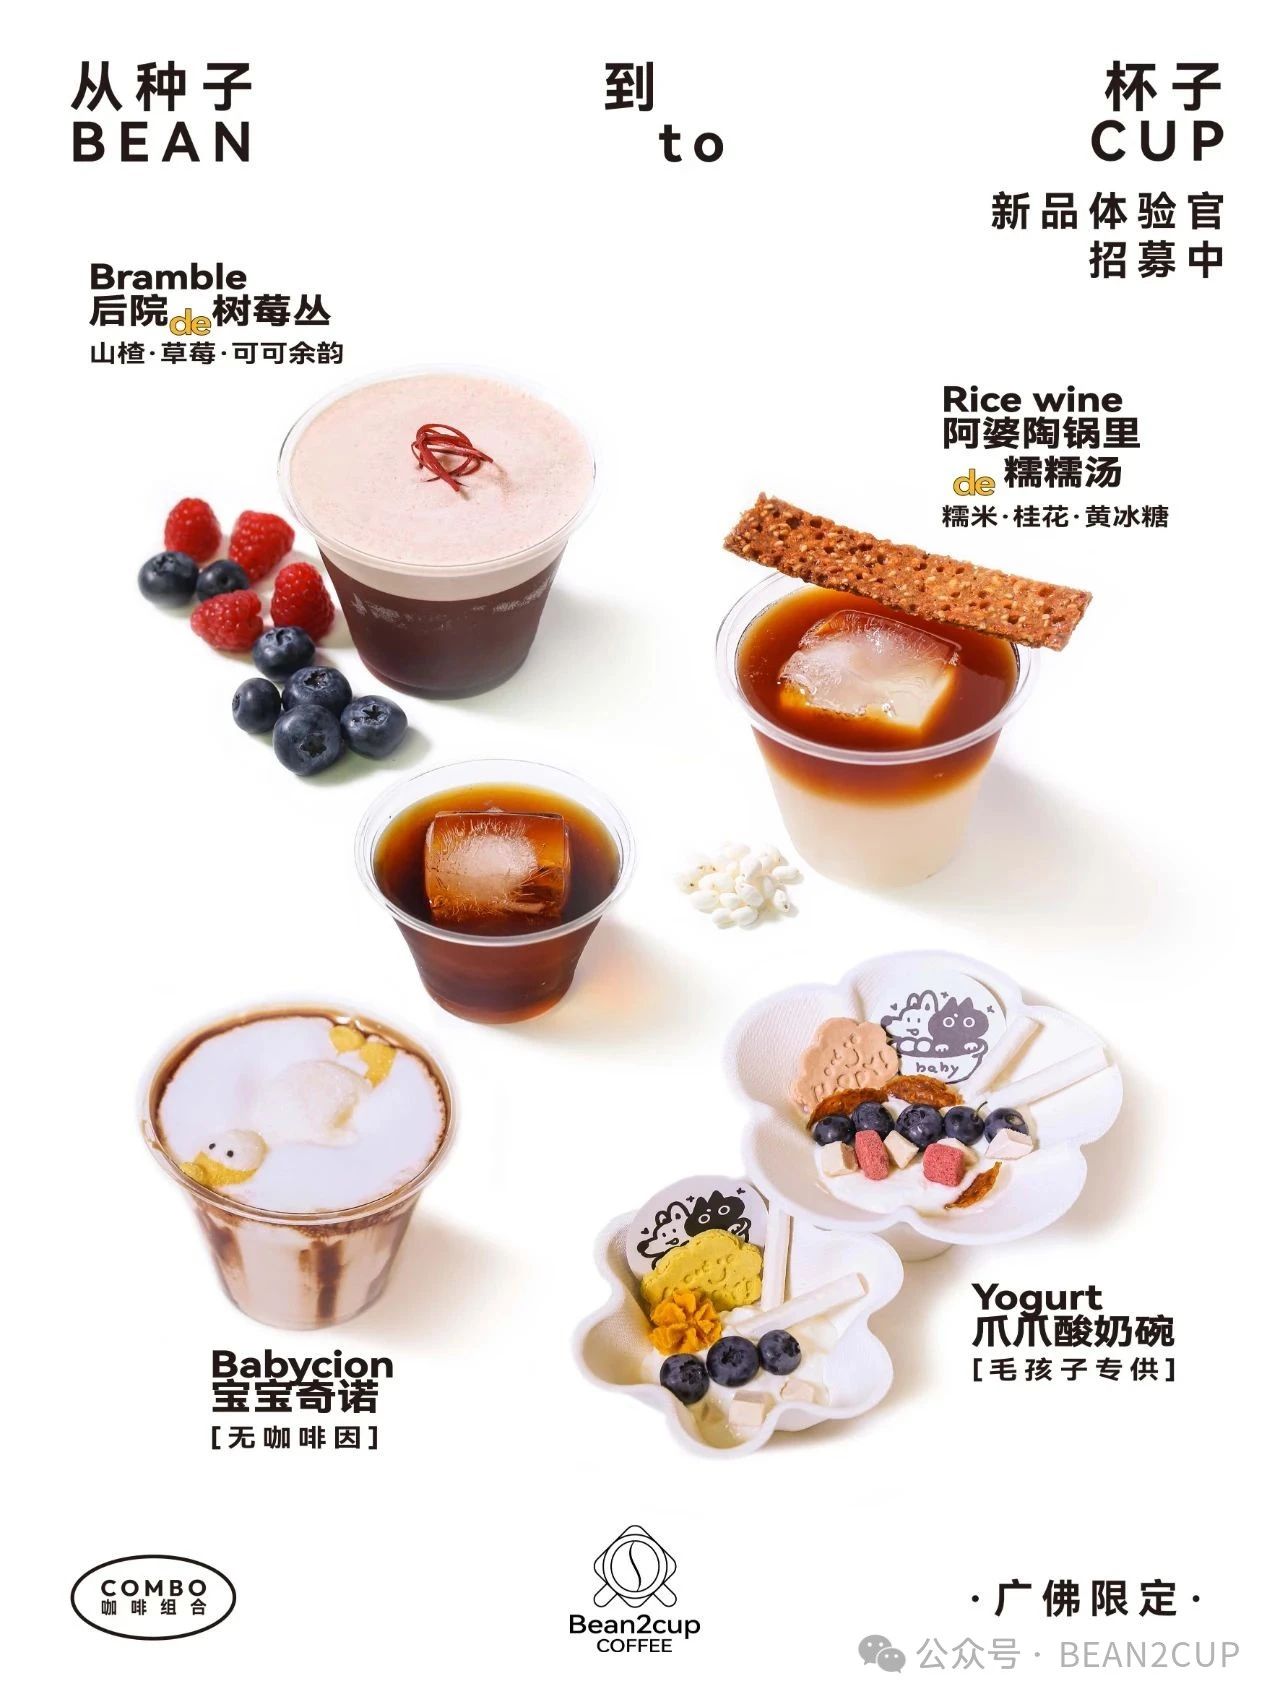 从种子 到 杯子
BEAN to CUP
新品体验官
招募中
Bramble
后院de树莓丛
山楂·草莓·可可余韵
Rice wine
阿婆陶锅里
de 糯糯汤
糯米·桂花·黄冰糖
baby
Babycion
宝宝奇诺
[无咖啡因]
Yogurt
爪爪酸奶碗
[毛孩子专供]
COMBO
咖啡组合
Bean2cup
COFFEE
·广佛限定·
公众号·BEAN2CUP